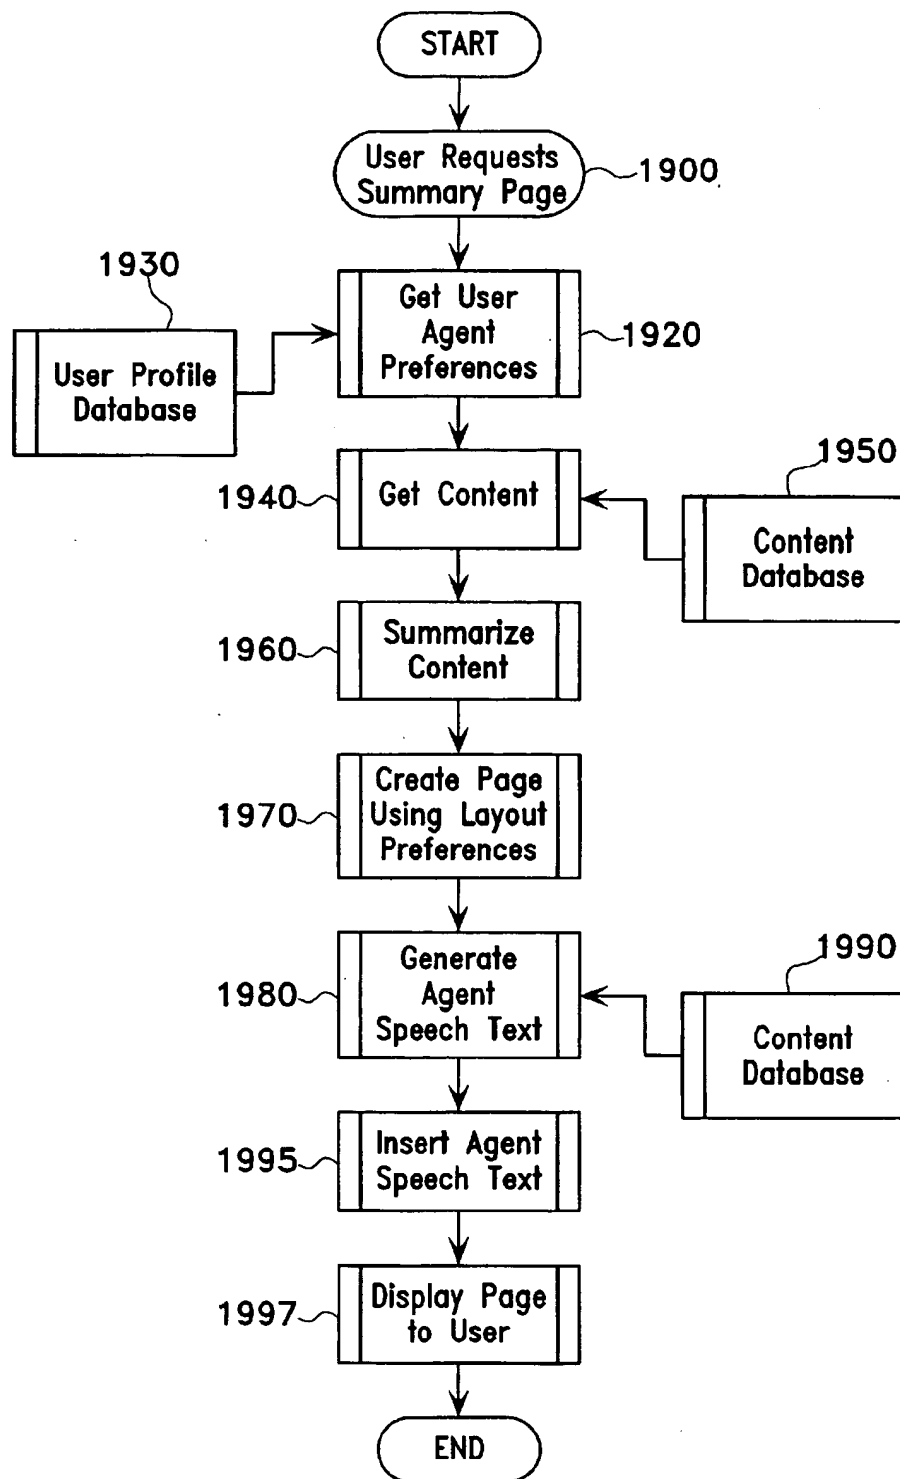 START
User Requests
Summary Page
1900
1930
Get User
Agent
Preferences
1920
User Profile
Database
1940
Get Content
1950
Content
Database
1960
Summarize
Content
1970
Create Page
Using Layout
Preferences
1980
Generate
Agent
Speech Text
1990
Content
Database
1995
Insert Agent
Speech Text
1997
Display Page
to User
END